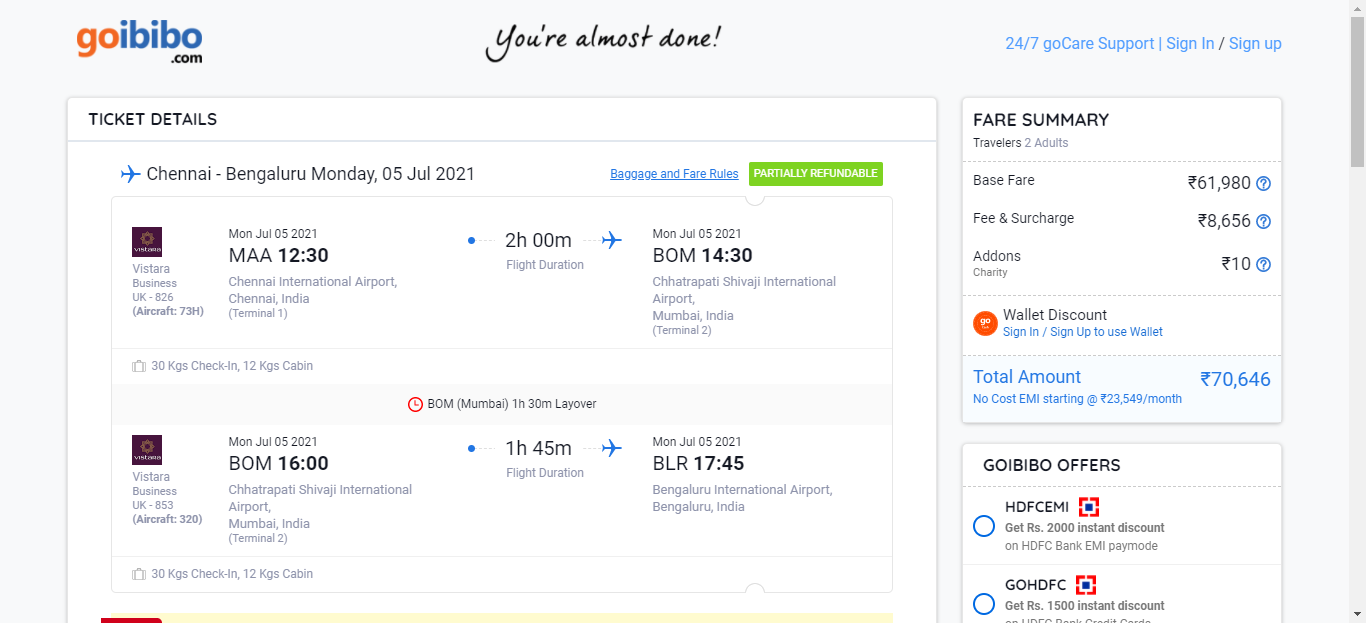 goibibo
.com
You're almost done!
24/7 goCare Support | Sign In / Sign up
TICKET DETAILS
Chennai - Bengaluru Monday, 05 Jul 2021
Baggage and Fare Rules
PARTIALLY REFUNDABLE
VISTARA
Vistara
Business
UK - 826
(Aircraft: 73H)
Mon Jul 05 2021
MAA 12:30
Chennai International Airport,
Chennai, India
(Terminal 1)
2h 00m
Flight Duration
Mon Jul 05 2021
BOM 14:30
Chhatrapati Shivaji International
Airport,
Mumbai, India
(Terminal 2)
30 Kgs Check-In, 12 Kgs Cabin
BOM (Mumbai) 1h 30m Layover
VISTARA
Vistara
Business
UK - 853
(Aircraft: 320)
Mon Jul 05 2021
BOM 16:00
Chhatrapati Shivaji International
Airport,
Mumbai, India
(Terminal 2)
1h 45m
Flight Duration
Mon Jul 05 2021
BLR 17:45
Bengaluru International Airport,
Bengaluru, India
30 Kgs Check-In, 12 Kgs Cabin
FARE SUMMARY
Travelers 2 Adults
Base Fare ₹61,980 ?
Fee & Surcharge ₹8,656 ?
Addons ₹10 ?
Charity
go
Wallet Discount
Sign In / Sign Up to use Wallet
Total Amount ₹70,646
No Cost EMI starting @ ₹23,549/month
GOIBIBO OFFERS
HDFCEMI
Get Rs. 2000 instant discount
on HDFC Bank EMI paymode
GOHDFC
Get Rs. 1500 instant discount
on HDFC Bank Credit Cards